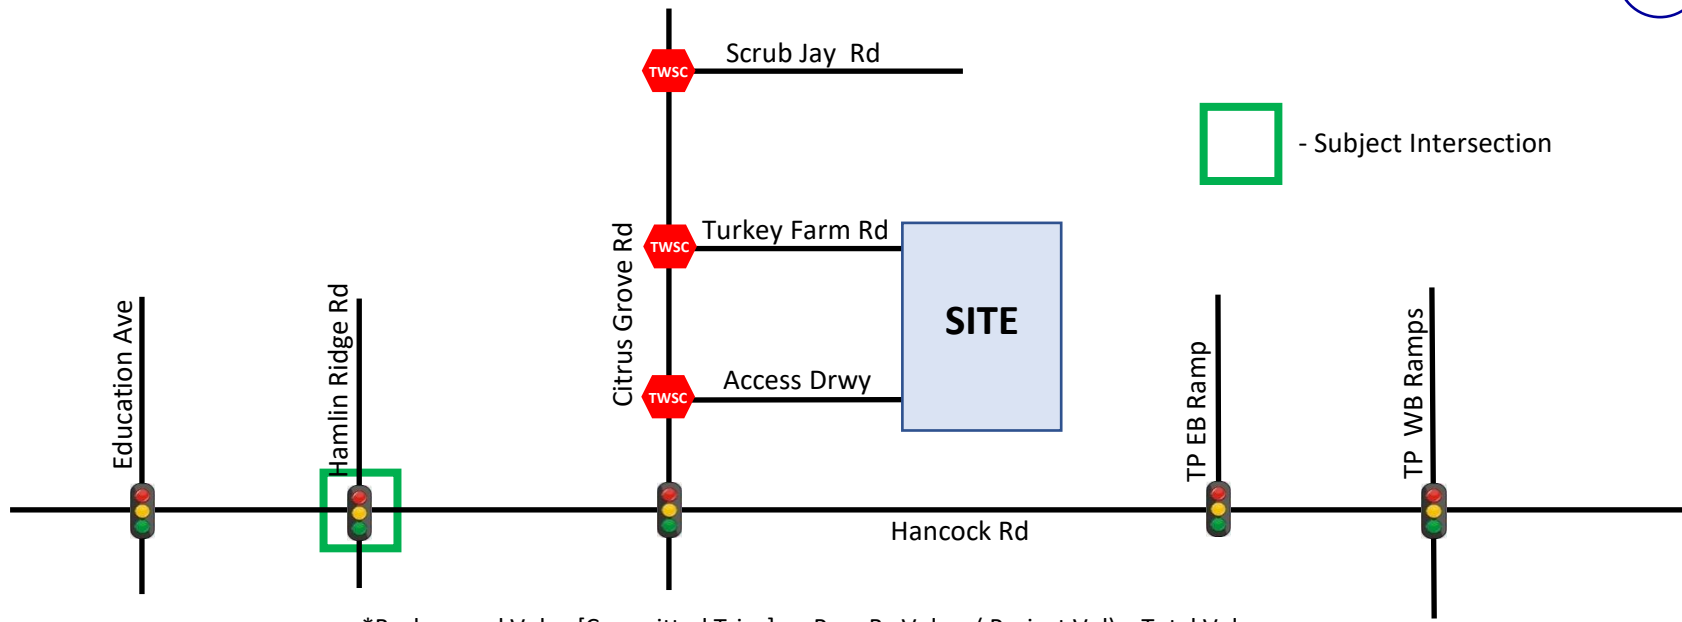 Scrub Jay Rd
TWSC
- Subject Intersection
Turkey Farm Rd
TWSC
Citrus Grove Rd
SITE
Access Drwy
TWSC
Education Ave
Hamlin Ridge Rd
TP EB Ramp
TP WB Ramps
Hancock Rd